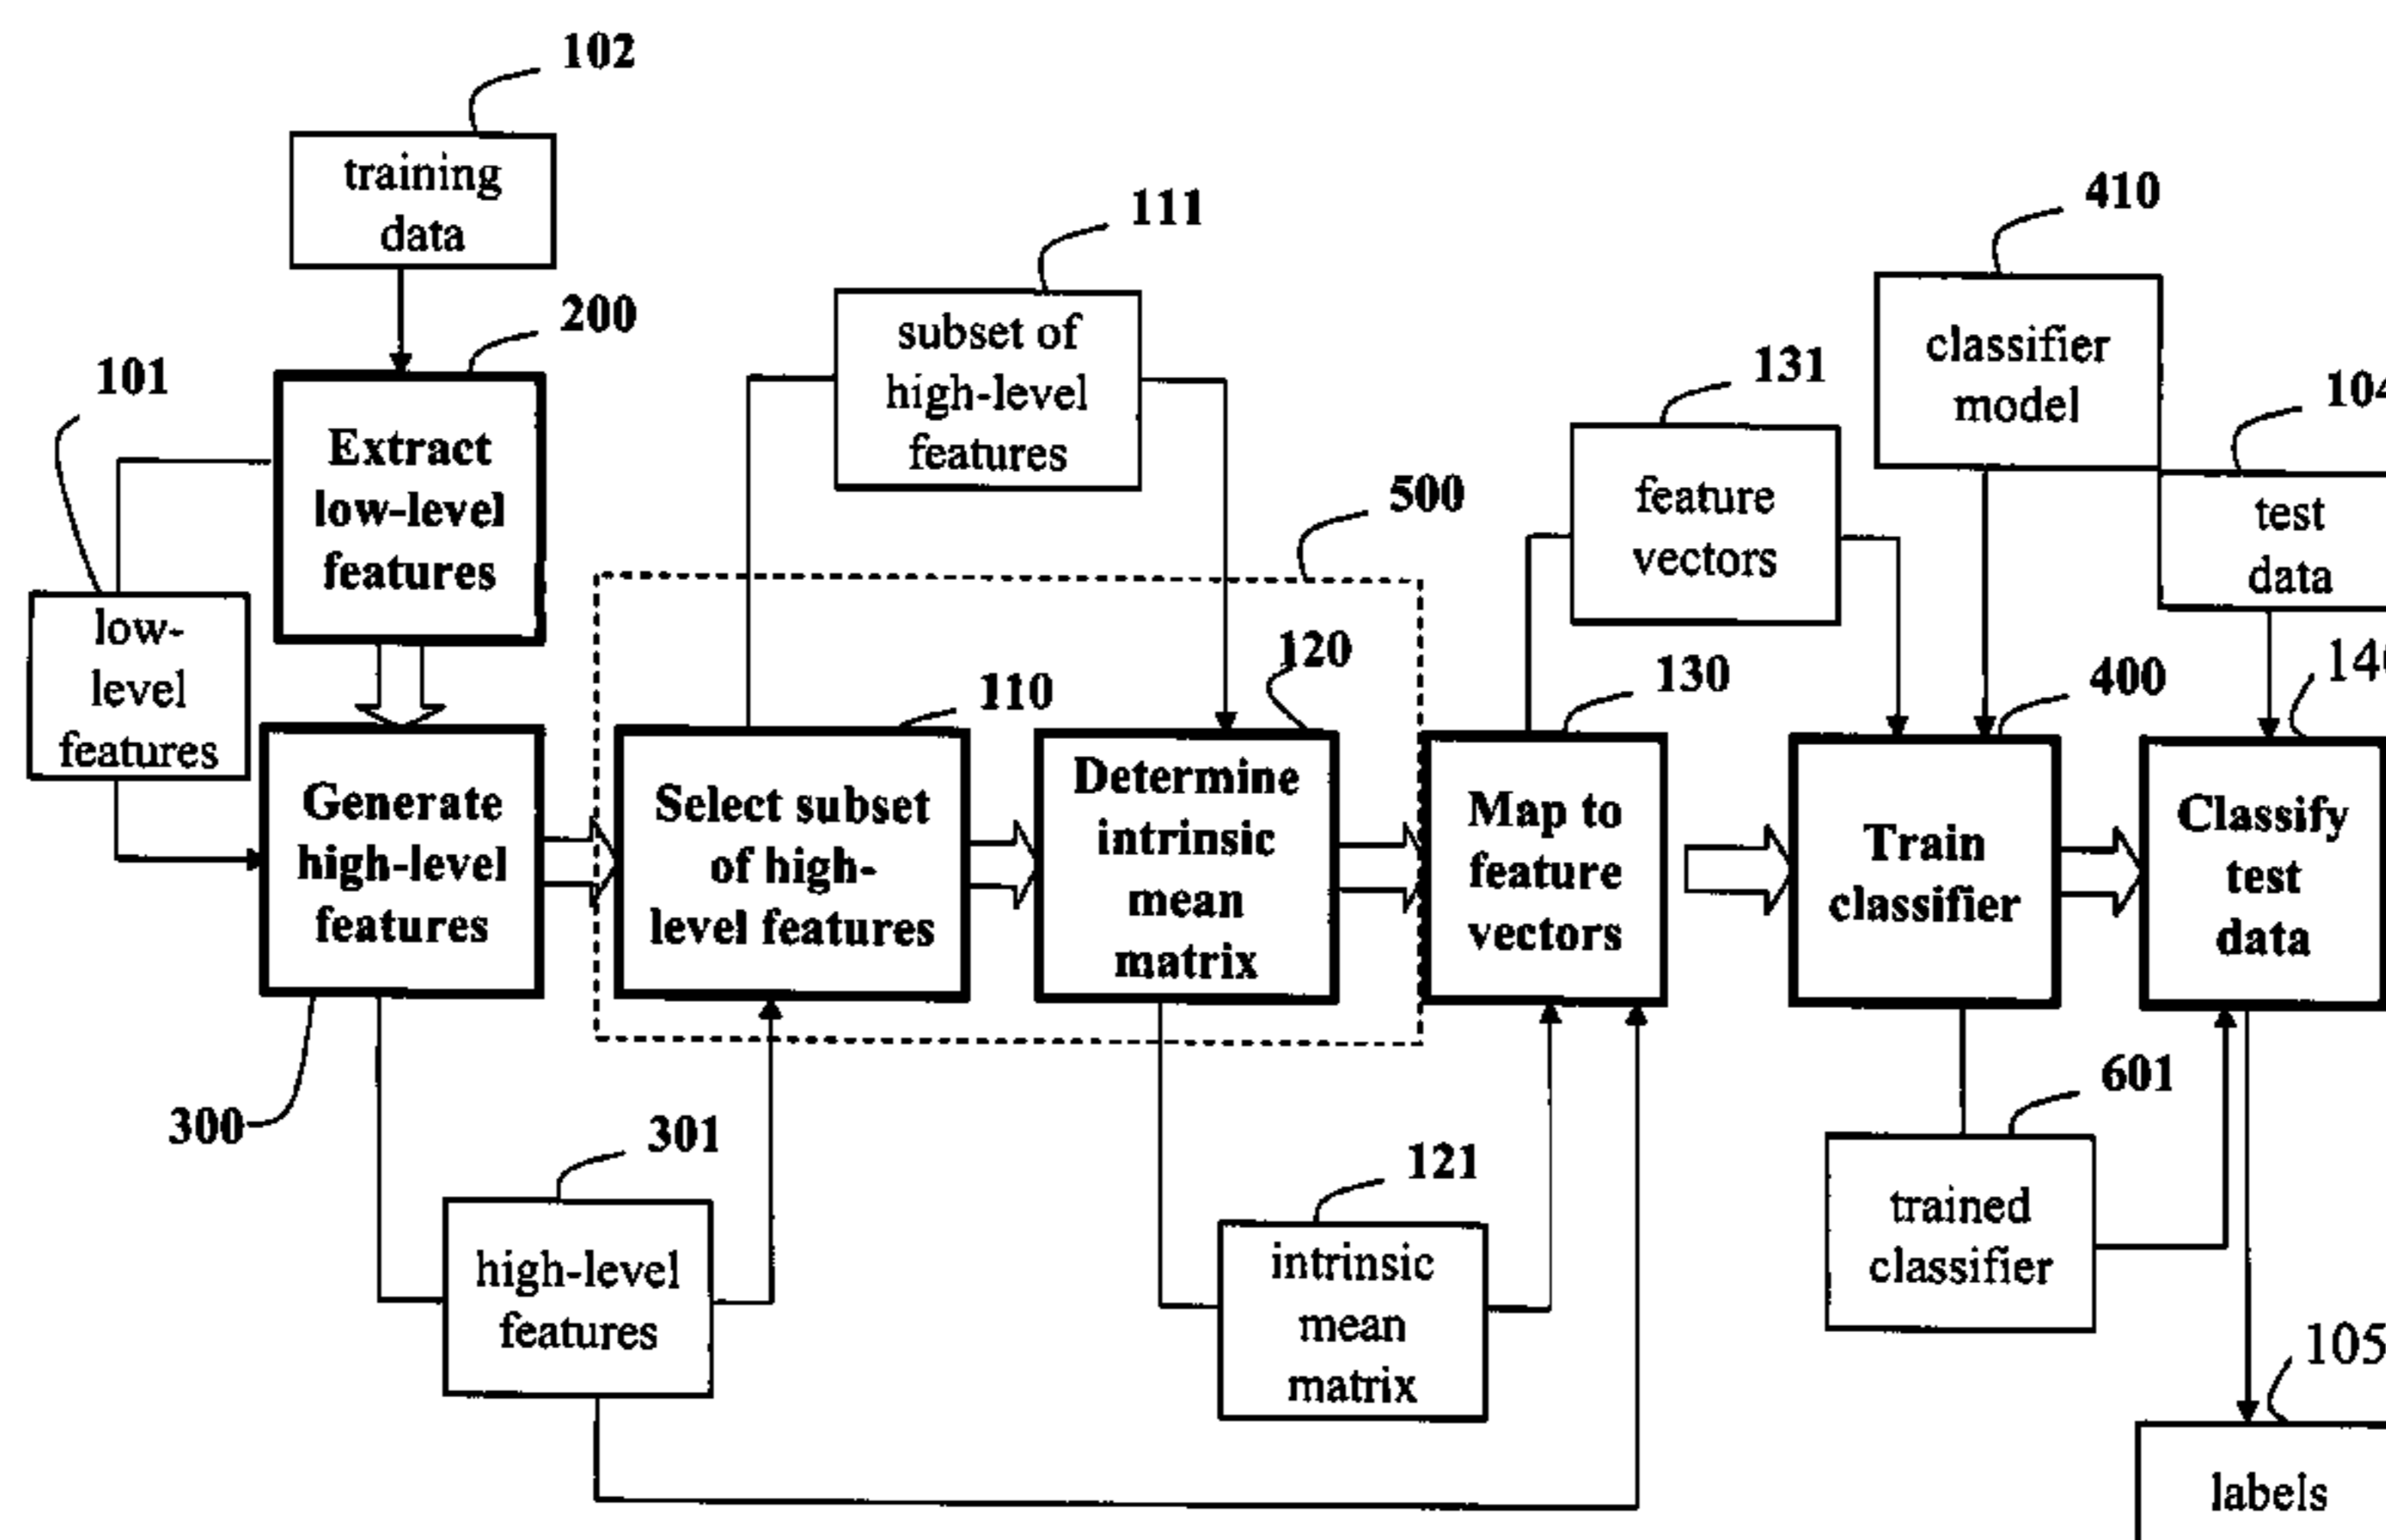 102
training
data
200
101
Extract
low-level
features
low-
level
features
Generate
high-level
features
300
301
high-level
features
111
subset of
high-level
features
500
110
Select subset
of high-
level features
120
Determine
intrinsic
mean
matrix
121
intrinsic
mean
matrix
131
feature
vectors
130
Map to
feature
vectors
410
classifier
model
400
Train
classifier
601
trained
classifier
104
test
data
Classify
test
data
105
labels